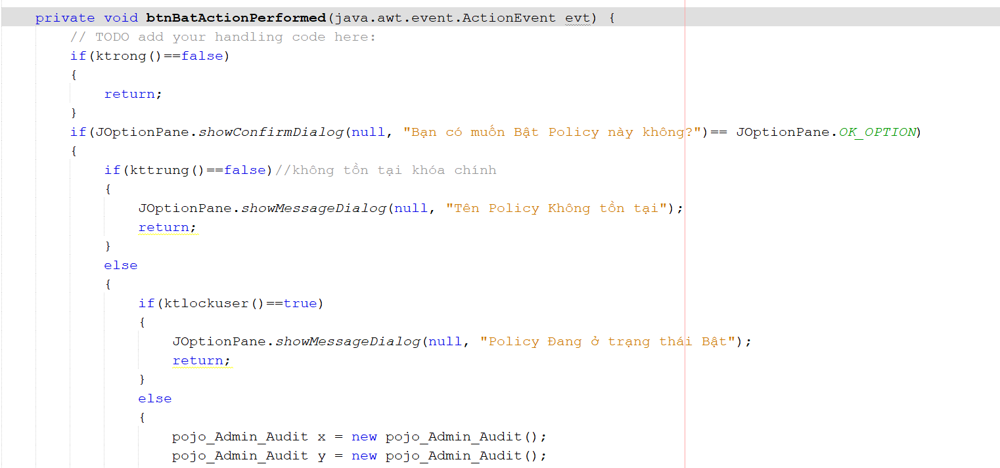 private void btnBatActionPerformed(java.awt.event.ActionEvent evt) {
// TODO add your handling code here:
if(ktrong()==false)
{
return;
}
if(JOptionPane.showConfirmDialog(null, "Bạn có muốn Bật Policy này không?")== JOptionPane.OK_OPTION)
{
if(kttrung()==false)//không tồn tại khóa chính
{
JOptionPane.showMessageDialog(null, "Tên Policy Không tồn tại");
return;
}
else
{
if(ktlockuser()==true)
{
JOptionPane.showMessageDialog(null, "Policy Đang ở trạng thái Bật");
return;
}
else
{
pojo_Admin_Audit x = new pojo_Admin_Audit();
pojo_Admin_Audit y = new pojo_Admin_Audit();